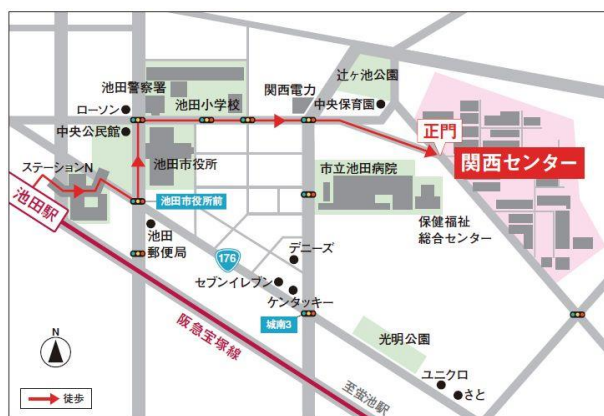 辻ヶ池公園
池田警察署
関西電力
ローソン
池田小学校
中央保育園
中央公民館
正門
ステーションN
池田市役所
関西センター
市立池田病院
池田駅
池田市役所前
保健福祉
総合センター
池田
郵便局
デニーズ
176
セブンイレブン
ケンタッキー
城南3
阪急宝塚線
光明公園
N
ユニクロ
至蛍池駅
さと
徒歩